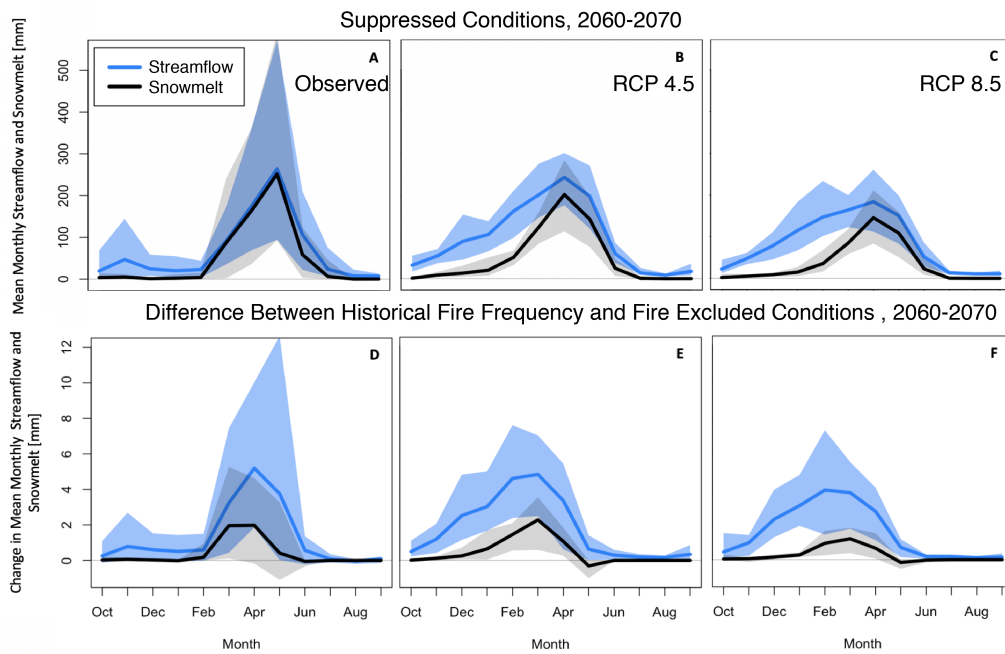 Suppressed Conditions, 2060-2070
Mean Monthly Streamflow and Snowmelt [mm]
500
400
300
200
100
0
Streamflow
Snowmelt
A
Observed
B
RCP 4.5
C
RCP 8.5
Difference Between Historical Fire Frequency and Fire Excluded Conditions , 2060-2070
Change in Mean Monthly Streamflow and
Snowmelt [mm]
12
10
8
6
4
2
0
D
E
F
Oct Dec Feb Apr Jun Aug
Oct Dec Feb Apr Jun Aug
Oct Dec Feb Apr Jun Aug
Month
Month
Month